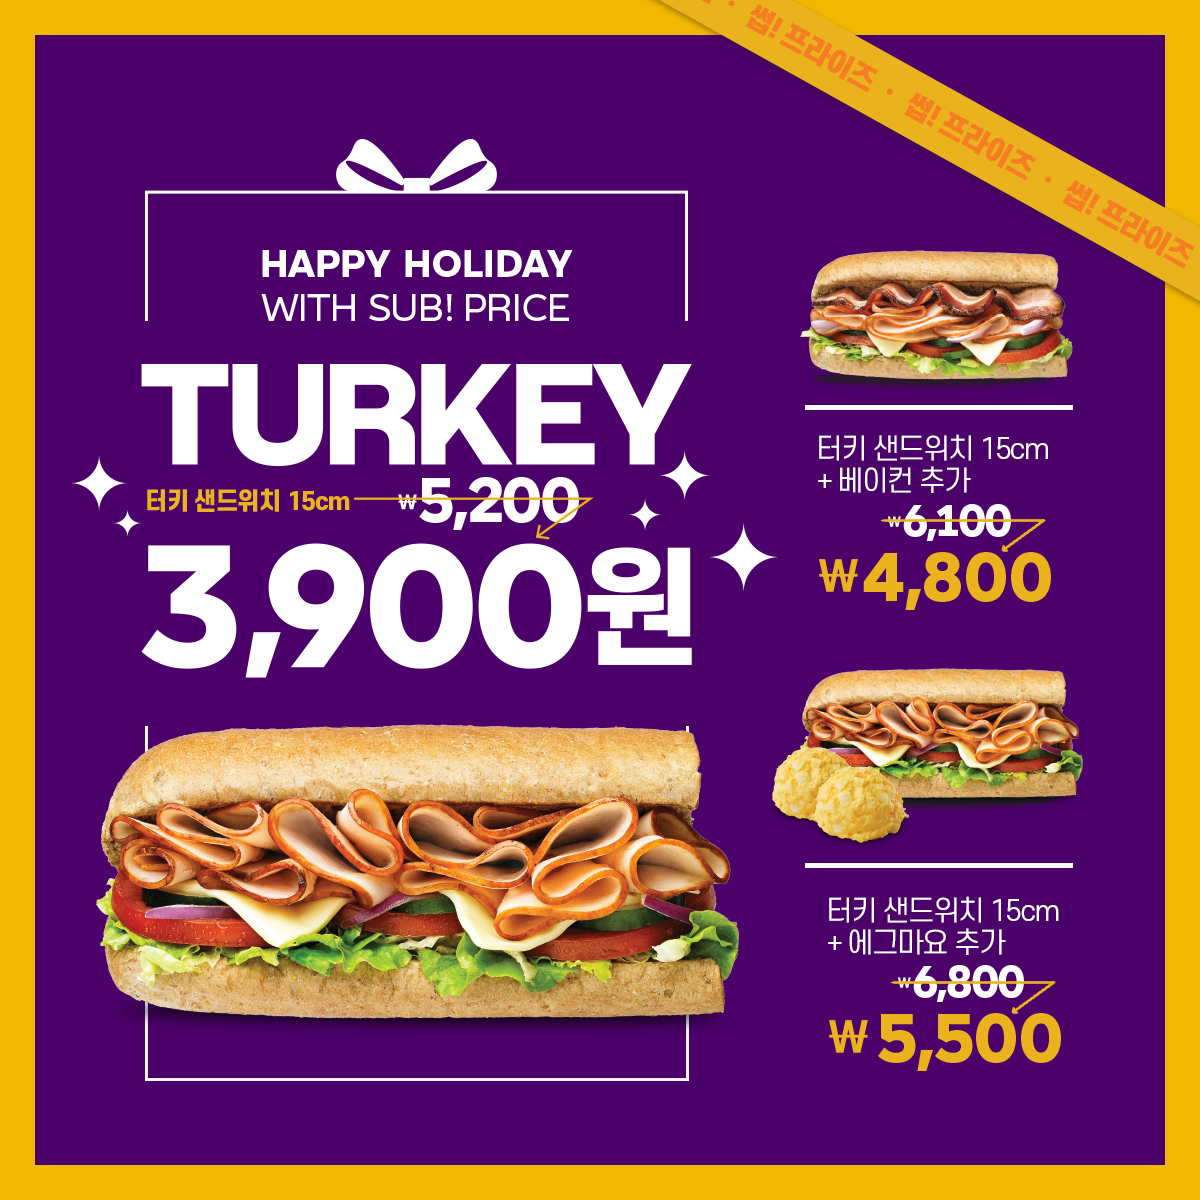 썹! 프라이즈 · 썹! 프라이즈 · 썹! 프라이즈
HAPPY HOLIDAY
WITH SUB! PRICE
TURKEY
터키 샌드위치 15cm ₩5,200
3,900원
터키 샌드위치 15cm
+ 베이컨 추가
₩6,100
₩4,800
터키 샌드위치 15cm
+ 에그마요 추가
₩6,800
₩5,500